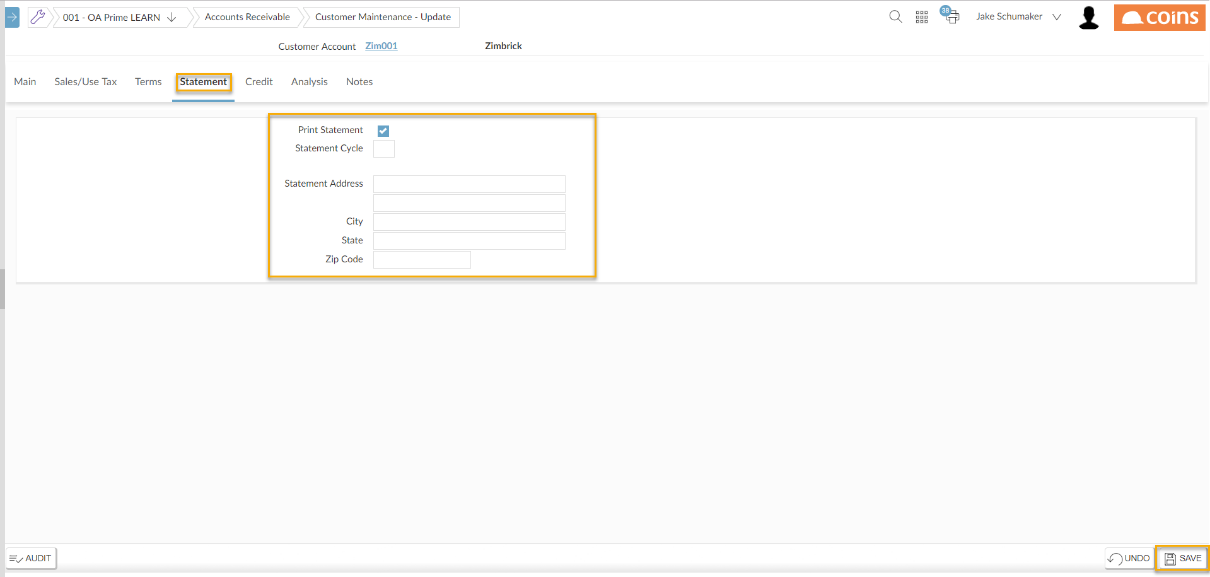 001 - OA Prime LEARN Accounts Receivable Customer Maintenance - Update 38 Jake Schumaker coins
Customer Account Zim001 Zimbrick
Main Sales/Use Tax Terms Statement Credit Analysis Notes
Print Statement
Statement Cycle
Statement Address
City
State
Zip Code
AUDIT UNDO SAVE